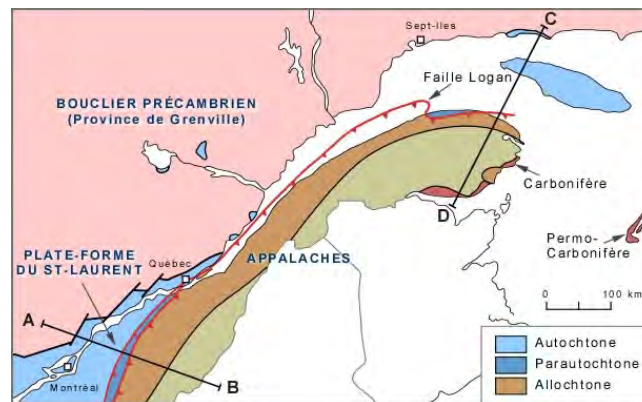 Sept-Iles
C
Faille Logan
BOUCLIER PRÉCAMBRIEN
(Province de Grenville)
Carbonifère
D
PLATE-FORME
DU ST-LAURENT
Québec
APPALACHES
Permo-
Carbonifère
0 100 km
A
Montréal
B
Autochtone
Parautochtone
Allochtone